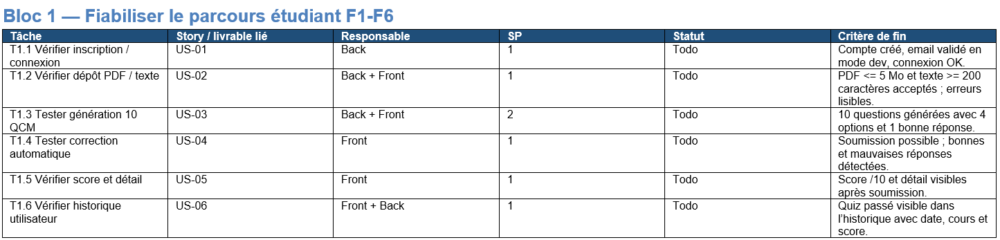 Bloc 1 — Fiabiliser le parcours étudiant F1-F6
Tâche Story / livrable lié Responsable SP Statut Critère de fin
T1.1 Vérifier inscription / US-01 Back 1 Todo Compte créé, email validé en
connexion mode dev, connexion OK.
T1.2 Vérifier dépôt PDF / texte US-02 Back + Front 1 Todo PDF <= 5 Mo et texte >= 200
caractères acceptés ; erreurs
lisibles.
T1.3 Tester génération 10 US-03 Back + Front 2 Todo 10 questions générées avec 4
QCM options et 1 bonne réponse.
T1.4 Tester correction US-04 Front 1 Todo Soumission possible ; bonnes
automatique et mauvaises réponses
détectées.
T1.5 Vérifier score et détail US-05 Front 1 Todo Score /10 et détail visibles
après soumission.
T1.6 Vérifier historique US-06 Front + Back 1 Todo Quiz passé visible dans
utilisateur l’historique avec date, cours et
score.